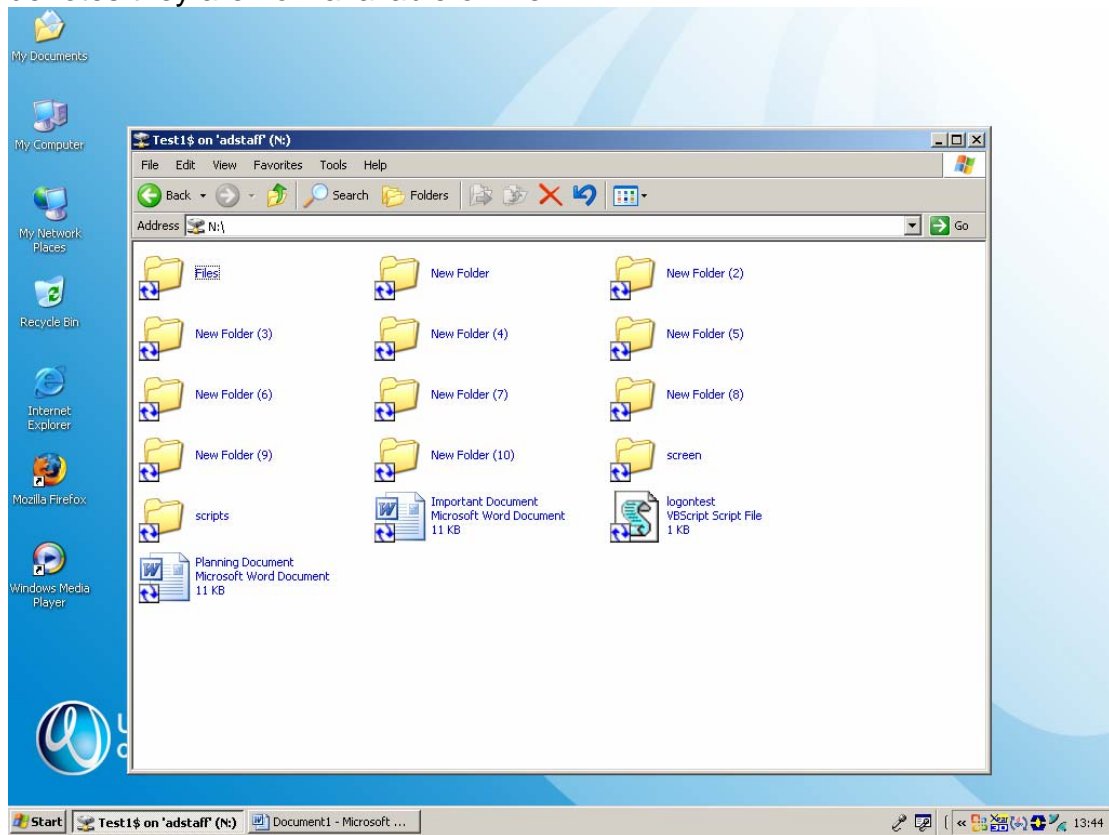 My Documents
My Computer
My Network
Places
Recycle Bin
Internet
Explorer
Mozilla Firefox
Windows Media
Player
Test1$ on 'adstaff' (N:)
File Edit View Favorites Tools Help
Back Search Folders
Address N:\ Go
Files New Folder New Folder (2)
New Folder (3) New Folder (4) New Folder (5)
New Folder (6) New Folder (7) New Folder (8)
New Folder (9) New Folder (10) screen
scripts
Important Document
Microsoft Word Document
11 KB
logontest
VBScript Script File
1 KB
Planning Document
Microsoft Word Document
11 KB
Start Test1$ on 'adstaff' (N:) Document1 - Microsoft ... 13:44